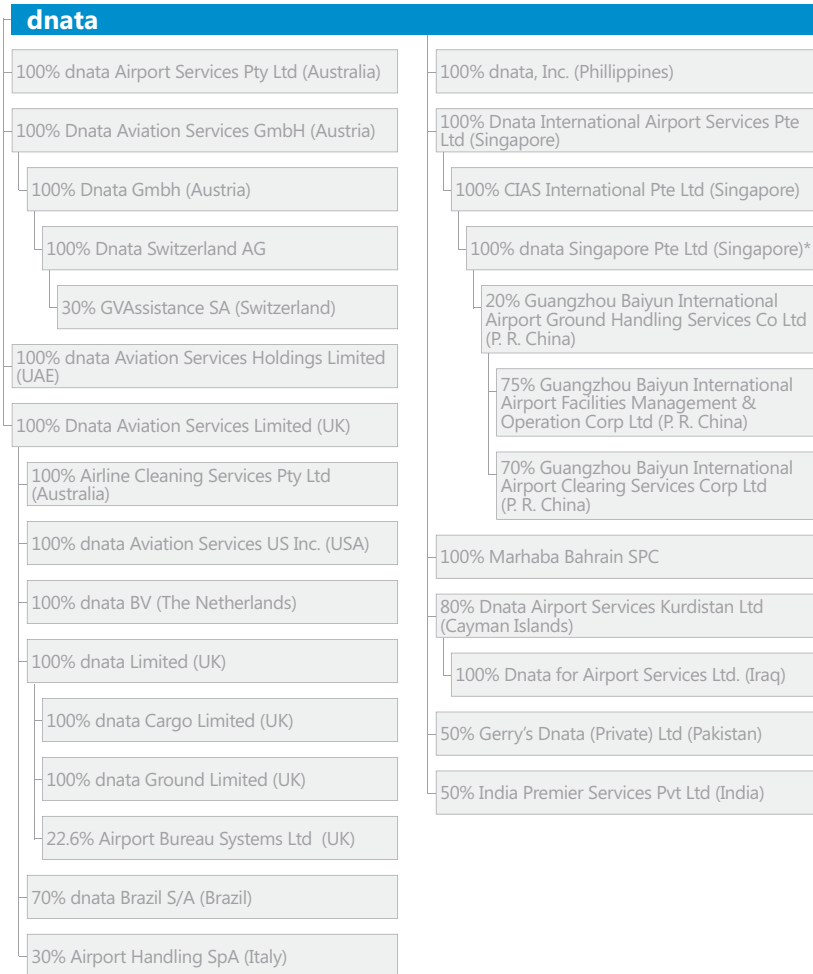 dnata
100% dnata Airport Services Pty Ltd (Australia)
100% Dnata Aviation Services GmbH (Austria)
100% Dnata Gmbh (Austria)
100% Dnata Switzerland AG
30% GVAssistance SA (Switzerland)
100% dnata Aviation Services Holdings Limited
(UAE)
100% Dnata Aviation Services Limited (UK)
100% Airline Cleaning Services Pty Ltd
(Australia)
100% dnata Aviation Services US Inc. (USA)
100% dnata BV (The Netherlands)
100% dnata Limited (UK)
100% dnata Cargo Limited (UK)
100% dnata Ground Limited (UK)
22.6% Airport Bureau Systems Ltd (UK)
70% dnata Brazil S/A (Brazil)
30% Airport Handling SpA (Italy)
100% dnata, Inc. (Phillippines)
100% Dnata International Airport Services Pte
Ltd (Singapore)
100% CIAS International Pte Ltd (Singapore)
100% dnata Singapore Pte Ltd (Singapore)*
20% Guangzhou Baiyun International
Airport Ground Handling Services Co Ltd
(P. R. China)
75% Guangzhou Baiyun International
Airport Facilities Management &
Operation Corp Ltd (P. R. China)
70% Guangzhou Baiyun International
Airport Clearing Services Corp Ltd
(P. R. China)
100% Marhaba Bahrain SPC
80% Dnata Airport Services Kurdistan Ltd
(Cayman Islands)
100% Dnata for Airport Services Ltd. (Iraq)
50% Gerry's Dnata (Private) Ltd (Pakistan)
50% India Premier Services Pvt Ltd (India)